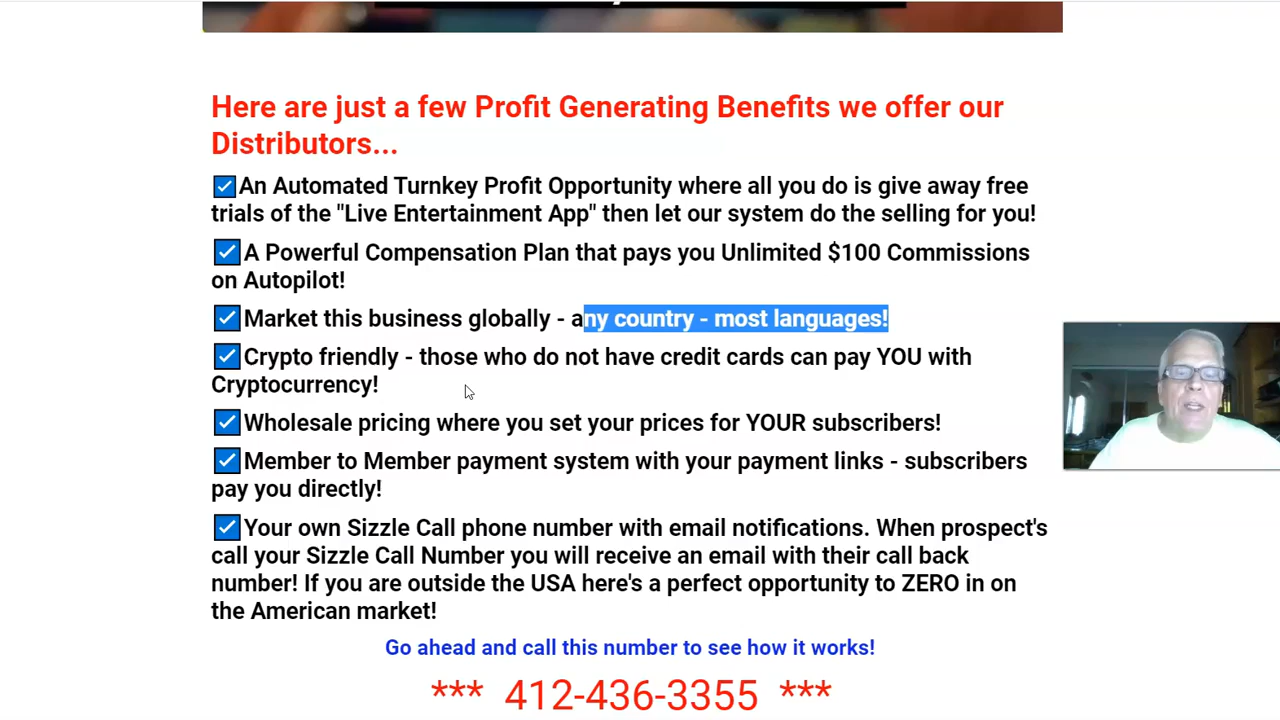 Here are just a few Profit Generating Benefits we offer our
Distributors...
An Automated Turnkey Profit Opportunity where all you do is give away free
trials of the "Live Entertainment App" then let our system do the selling for you!
A Powerful Compensation Plan that pays you Unlimited $100 Commissions
on Autopilot!
Market this business globally - any country - most languages!
Crypto friendly - those who do not have credit cards can pay YOU with
Cryptocurrency!
Wholesale pricing where you set your prices for YOUR subscribers!
Member to Member payment system with your payment links - subscribers
pay you directly!
Your own Sizzle Call phone number with email notifications. When prospect's
call your Sizzle Call Number you will receive an email with their call back
number! If you are outside the USA here's a perfect opportunity to ZERO in on
the American market!
Go ahead and call this number to see how it works!
*** 412-436-3355 ***